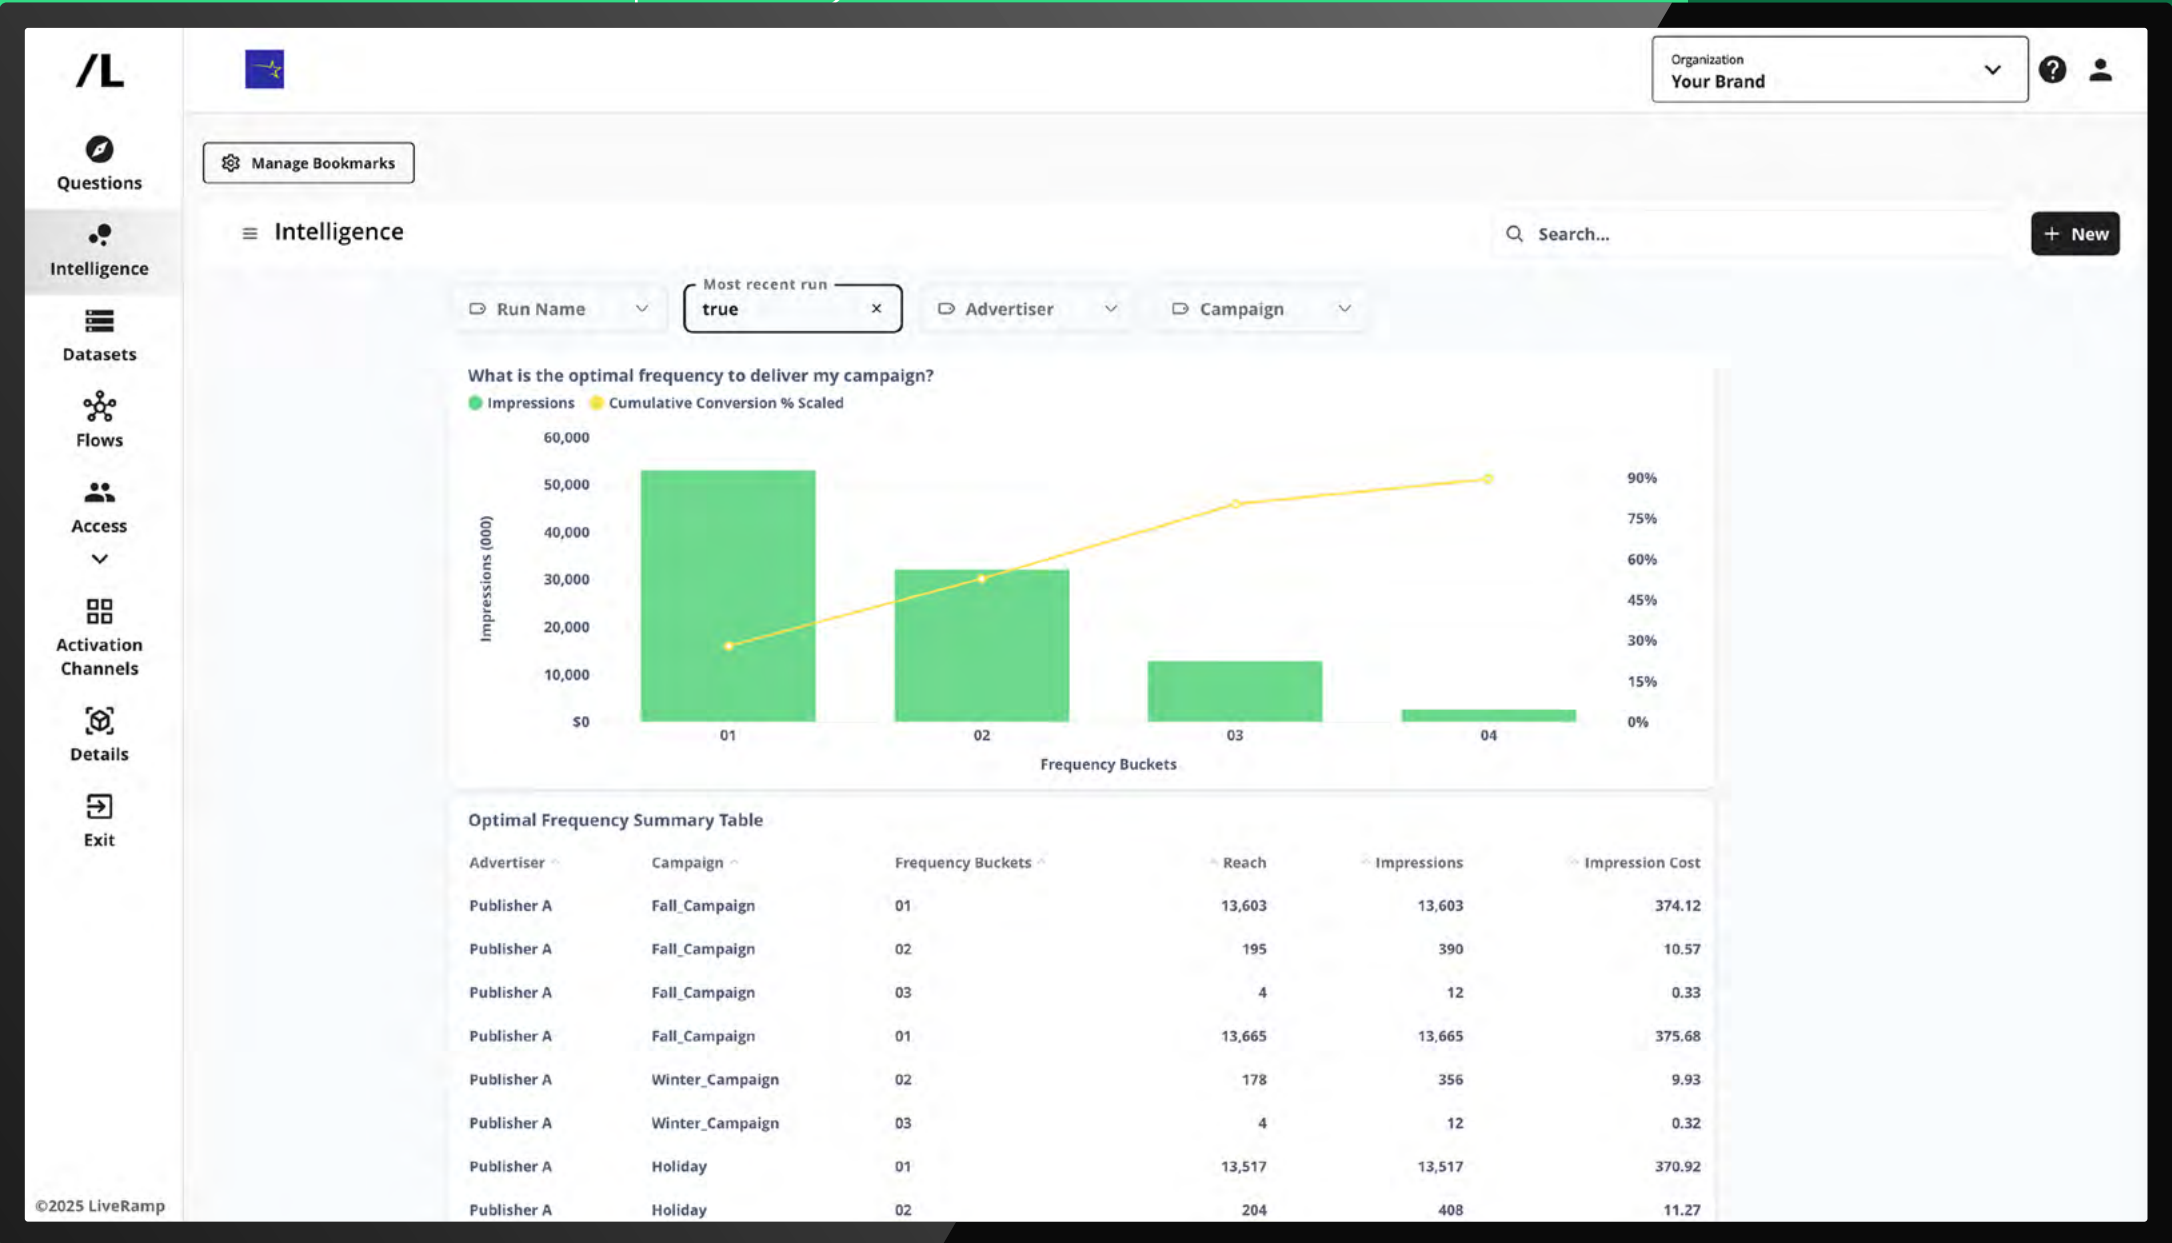 /L
Organization
Your Brand
Questions
Intelligence
Datasets
Flows
Access
Activation
Channels
Details
Exit
©2025 LiveRamp
Manage Bookmarks
Intelligence
Search...
+ New
Run Name
Most recent run
true
Advertiser
Campaign
What is the optimal frequency to deliver my campaign?
Impressions Cumulative Conversion % Scaled
Impressions (000)
60,000
50,000
40,000
30,000
20,000
10,000
$0
90%
75%
60%
45%
30%
15%
0%
01 02 03 04
Frequency Buckets
Optimal Frequency Summary Table
Advertiser Campaign Frequency Buckets Reach Impressions Impression Cost
Publisher A Fall_Campaign 01 13,603 13,603 374.12
Publisher A Fall_Campaign 02 195 390 10.57
Publisher A Fall_Campaign 03 4 12 0.33
Publisher A Fall_Campaign 01 13,665 13,665 375.68
Publisher A Winter_Campaign 02 178 356 9.93
Publisher A Winter_Campaign 03 4 12 0.32
Publisher A Holiday 01 13,517 13,517 370.92
Publisher A Holiday 02 204 408 11.27